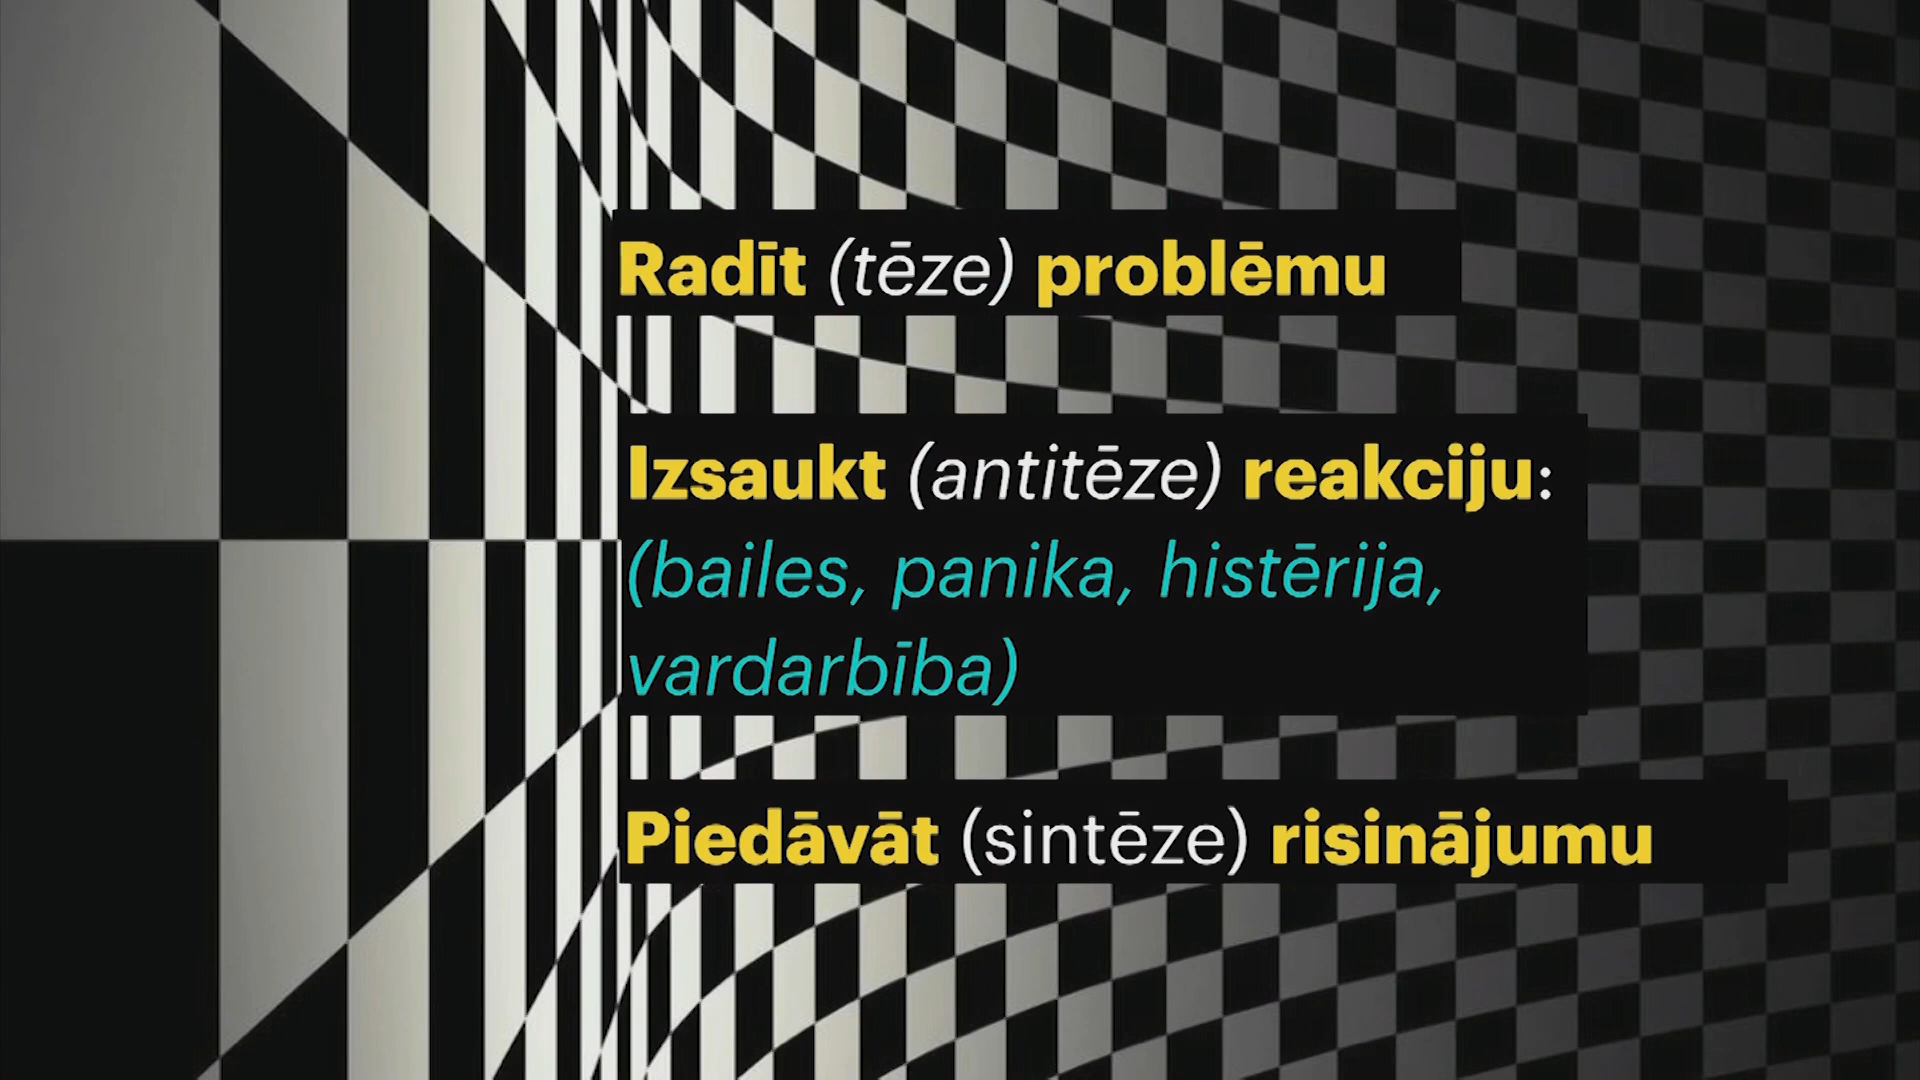 Radīt (tēze) problēmu
Izsaukt (antitēze) reakciju:
(bailes, panika, histērija,
vardarbība)
Piedāvāt (sintēze) risinājumu